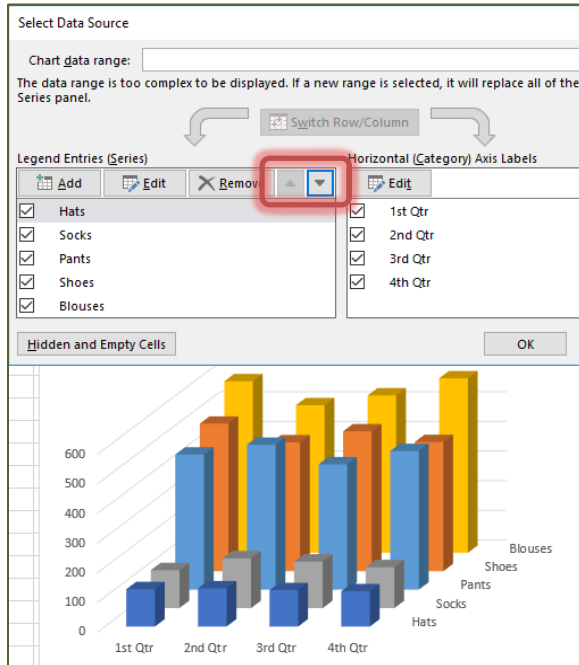 Select Data Source
Chart data range:
The data range is too complex to be displayed. If a new range is selected, it will replace all of the
Series panel.
Switch Row/Column
Legend Entries (Series)
Horizontal (Category) Axis Labels
Add Edit Remove
Edit
Hats
Socks
Pants
Shoes
Blouses
1st Qtr
2nd Qtr
3rd Qtr
4th Qtr
Hidden and Empty Cells
OK
600
500
400
300
200
100
0
Blouses
Shoes
Pants
Socks
Hats
1st Qtr 2nd Qtr 3rd Qtr 4th Qtr